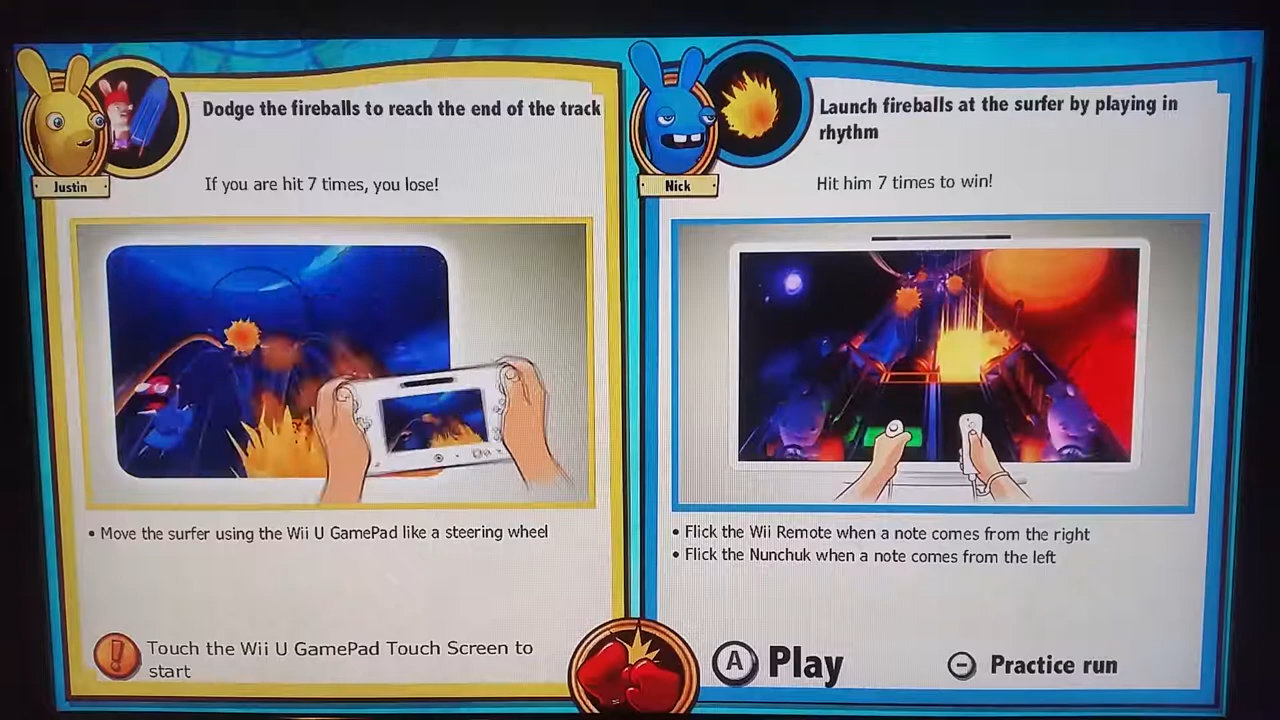 Dodge the fireballs to reach the end of the track
Justin
If you are hit 7 times, you lose!
• Move the surfer using the Wii U GamePad like a steering wheel
Touch the Wii U GamePad Touch Screen to
start
Launch fireballs at the surfer by playing in
rhythm
Nick
Hit him 7 times to win!
• Flick the Wii Remote when a note comes from the right
• Flick the Nunchuk when a note comes from the left
A Play
Practice run